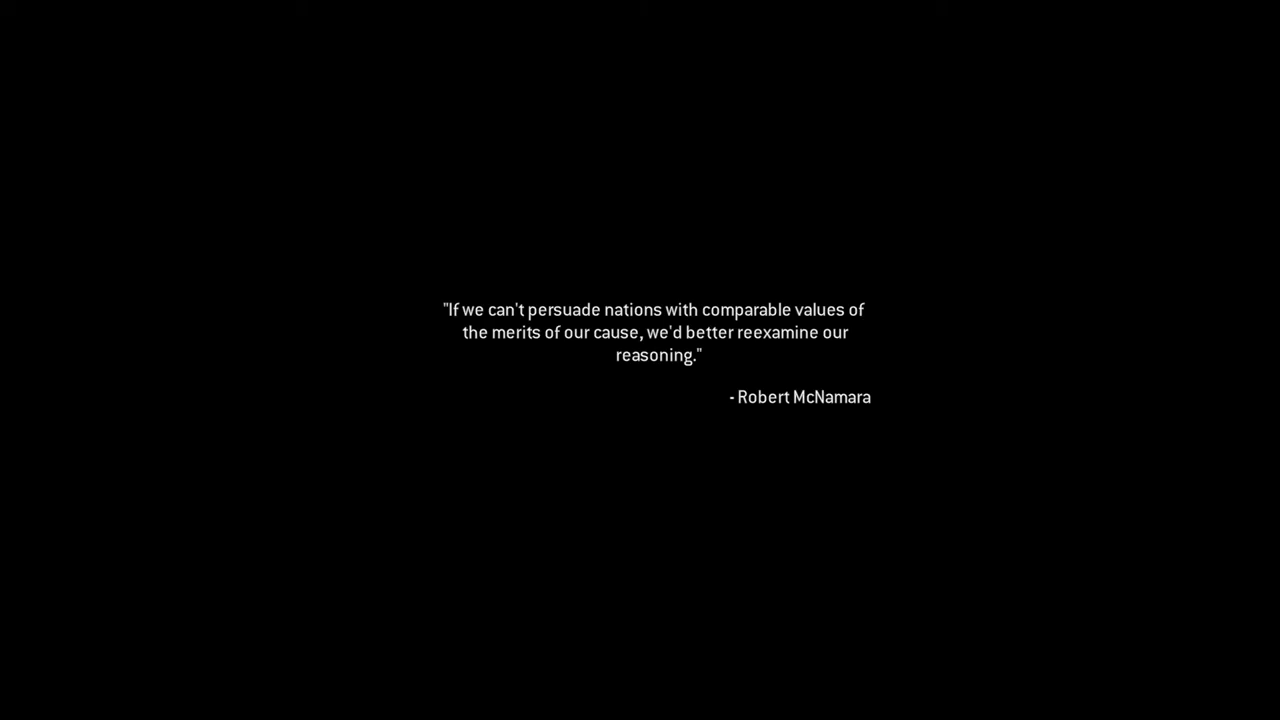 "If we can't persuade nations with comparable values of
the merits of our cause, we'd better reexamine our
reasoning."
- Robert McNamara